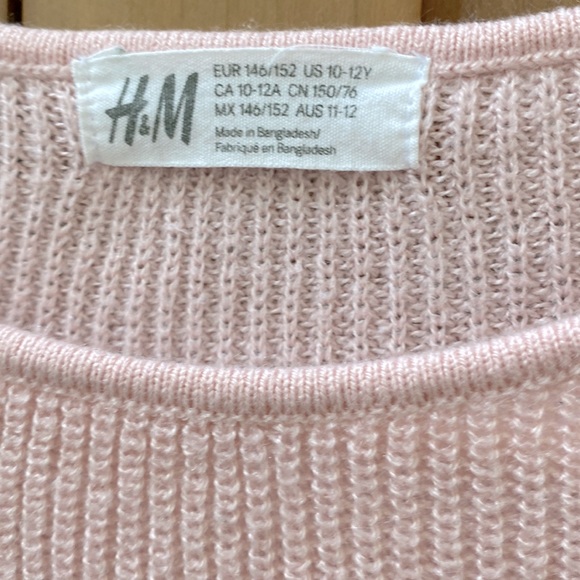 H&M
EUR 146/152 US 10-12Y
CA 10-12A CN 150/76
MX 146/152 AUS 11-12
Made in Bangladesh/
Fabriqué en Bangladesh